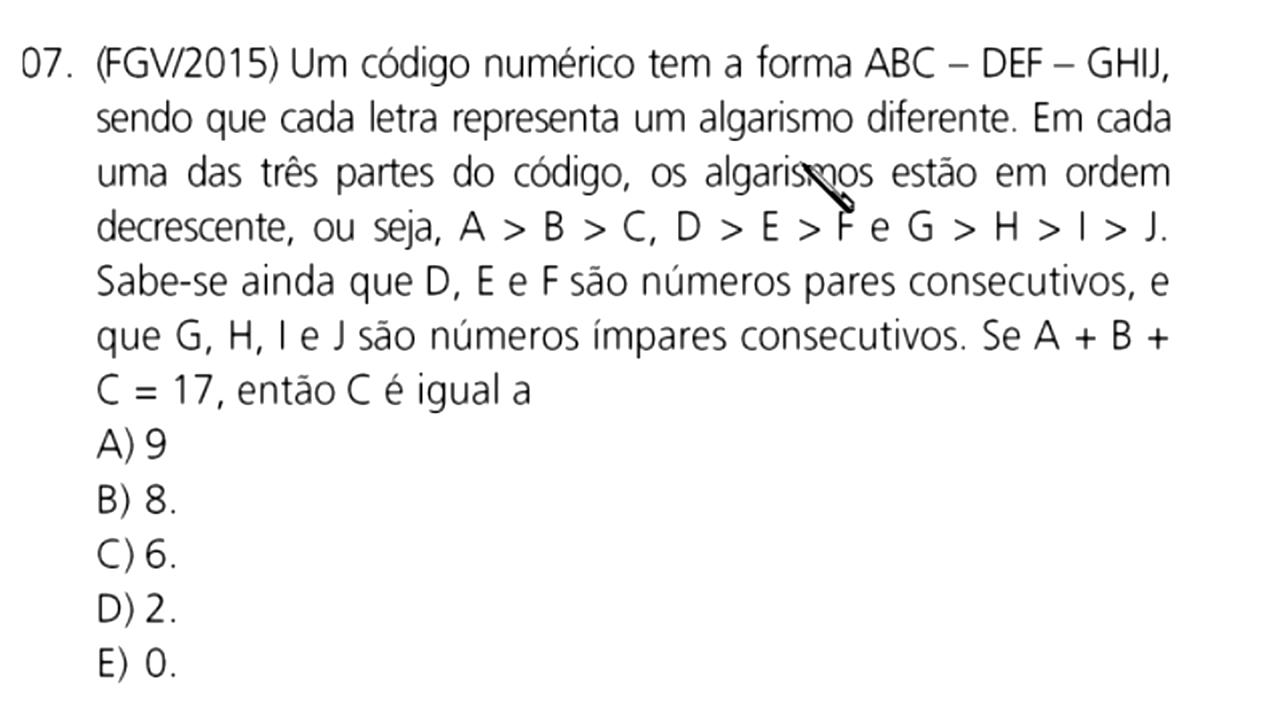 07. (FGV/2015) Um código numérico tem a forma ABC – DEF – GHIJ,
sendo que cada letra representa um algarismo diferente. Em cada
uma das três partes do código, os algarismos estão em ordem
decrescente, ou seja, A > B > C, D > E > F e G > H > I > J.
Sabe-se ainda que D, E e F são números pares consecutivos, e
que G, H, I e J são números ímpares consecutivos. Se A + B +
C = 17, então C é igual a
A) 9
B) 8.
C) 6.
D) 2.
E) 0.